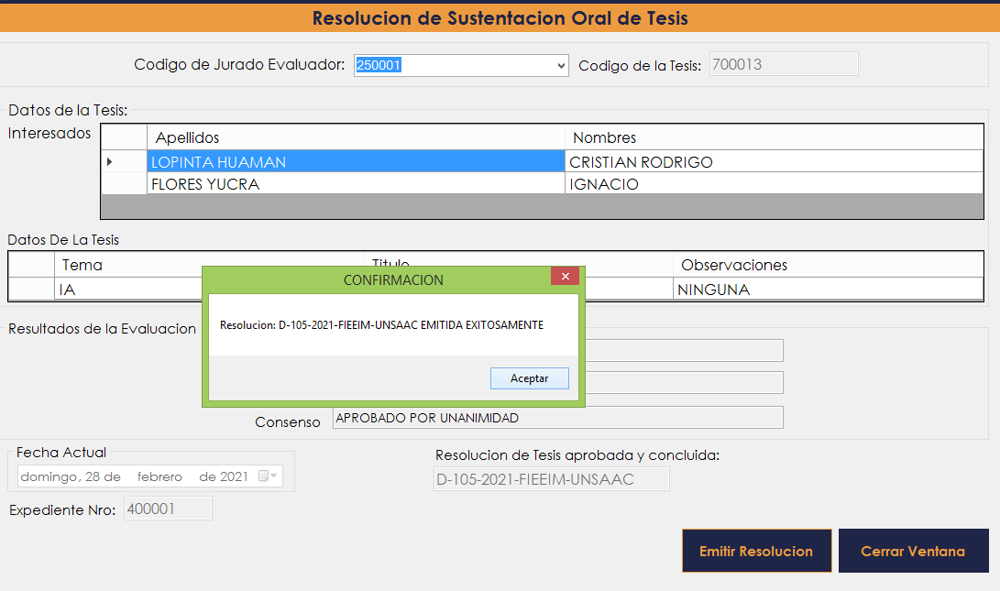 Resolucion de Sustentacion Oral de Tesis
Codigo de Jurado Evaluador: 250001 Codigo de la Tesis: 700013
Datos de la Tesis:
Interesados
Apellidos Nombres
LOPINTA HUAMAN CRISTIAN RODRIGO
FLORES YUCRA IGNACIO
Datos De La Tesis
Tema Titulo Observaciones
IA NINGUNA
CONFIRMACION
Resolucion: D-105-2021-FIEEIM-UNSAAC EMITIDA EXITOSAMENTE
Aceptar
Resultados de la Evaluacion
Consenso APROBADO POR UNANIMIDAD
Fecha Actual
domingo, 28 de febrero de 2021
Resolucion de Tesis aprobada y concluida:
D-105-2021-FIEEIM-UNSAAC
Expediente Nro: 400001
Emitir Resolucion Cerrar Ventana